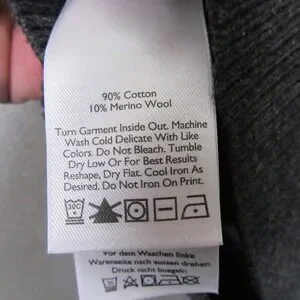 90% Cotton
10% Merino Wool
Turn Garment Inside Out. Machine
Wash Cold Delicate With Like
Colors. Do Not Bleach. Tumble
Dry Low Or For Best Results
Reshape, Dry Flat. Cool Iron As
Desired. Do Not Iron On Print.
Vor dem Waschen linke
Warenseite nach aussen drehen
Druck nicht buegeln.